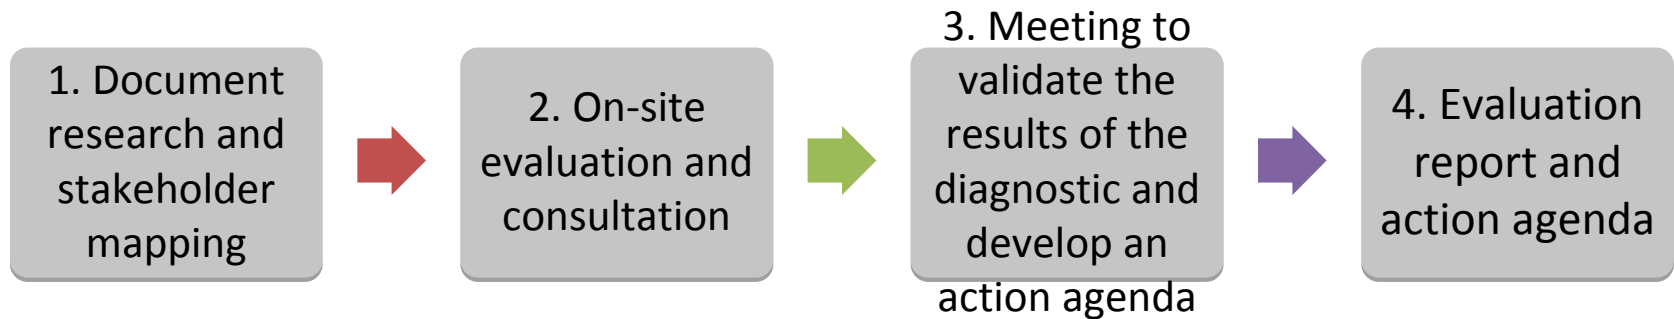 1. Document
research and
stakeholder
mapping
2. On-site
evaluation and
consultation
3. Meeting to
validate the
results of the
diagnostic and
develop an
action agenda
4. Evaluation
report and
action agenda